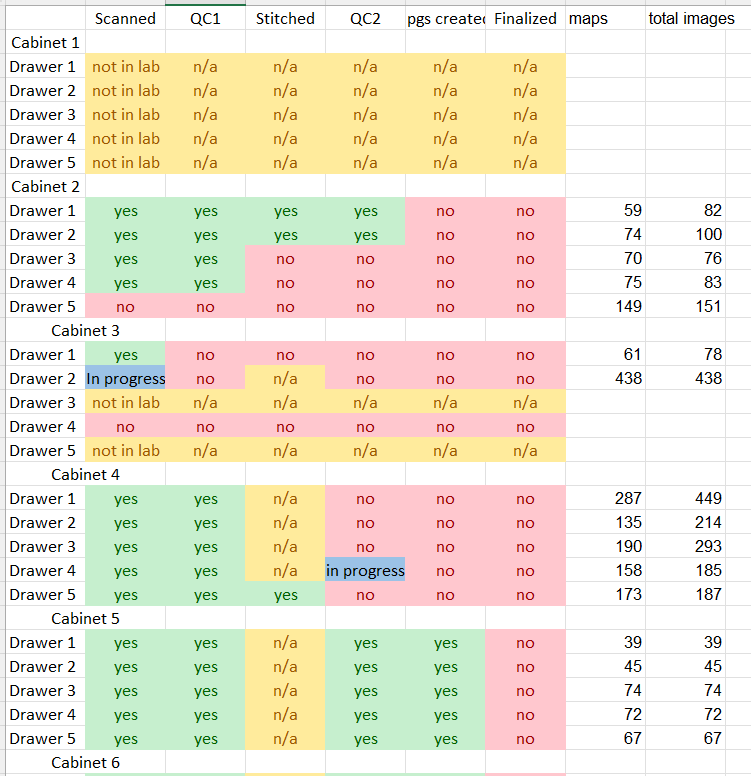 Scanned QC1 Stitched QC2 pgs created Finalized maps total images
Cabinet 1
Drawer 1 not in lab n/a n/a n/a n/a n/a
Drawer 2 not in lab n/a n/a n/a n/a n/a
Drawer 3 not in lab n/a n/a n/a n/a n/a
Drawer 4 not in lab n/a n/a n/a n/a n/a
Drawer 5 not in lab n/a n/a n/a n/a n/a
Cabinet 2
Drawer 1 yes yes yes yes no no 59 82
Drawer 2 yes yes yes yes no no 74 100
Drawer 3 yes yes no no no no 70 76
Drawer 4 yes yes no no no no 75 83
Drawer 5 no no no no no no 149 151
Cabinet 3
Drawer 1 yes no no no no no 61 78
Drawer 2 In progress no n/a no no no 438 438
Drawer 3 not in lab n/a n/a n/a n/a n/a
Drawer 4 no no no no no no
Drawer 5 not in lab n/a n/a n/a n/a n/a
Cabinet 4
Drawer 1 yes yes n/a no no no 287 449
Drawer 2 yes yes n/a no no no 135 214
Drawer 3 yes yes n/a no no no 190 293
Drawer 4 yes yes n/a in progress no no 158 185
Drawer 5 yes yes yes no no no 173 187
Cabinet 5
Drawer 1 yes yes n/a yes yes no 39 39
Drawer 2 yes yes n/a yes yes no 45 45
Drawer 3 yes yes n/a yes yes no 74 74
Drawer 4 yes yes n/a yes yes no 72 72
Drawer 5 yes yes n/a yes yes no 67 67
Cabinet 6